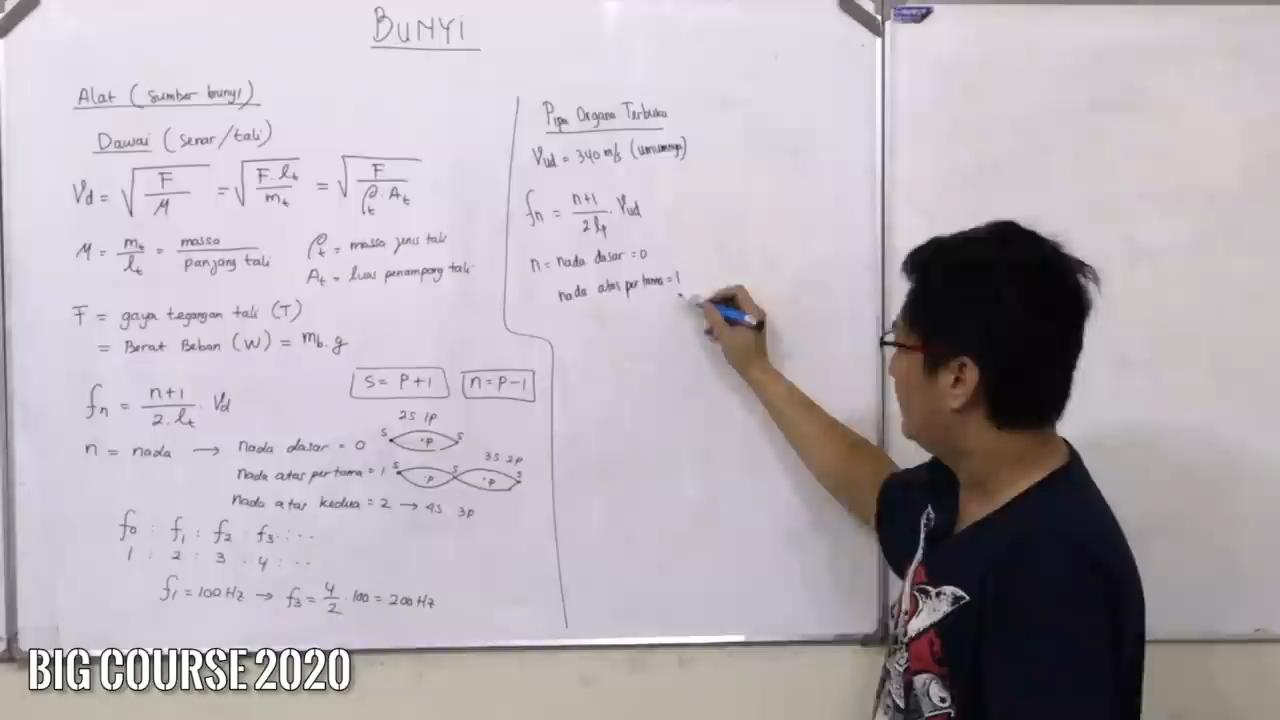 BUNYI
Alat (Sumber bunyi)
Dawai (Senar/tali)
Vd = √(F/μ) = √(F.lt/mt) = √(F/ρt.At)
μ = mt/lt = massa/panjang tali
ρt = massa jenis tali
At = luas penampang tali
F = gaya tegangan tali (T)
= Berat Beban (W) = mb.g
S = P+1
n = P-1
fn = n+1/2.lt . Vd
n = nada → nada dasar = 0
2S 1P
S P S
nada atas pertama = 1
3S 2P
S P S P S
nada atas kedua = 2 → 4S 3P
f0 : f1 : f2 : f3 : ...
1 : 2 : 3 : 4 : ...
f1 = 100 Hz → f3 = 4/2 . 100 = 200 Hz
Pipa Organa Terbuka
Vud = 340 m/s (umumnya)
fn = n+1/2lp . Vud
n = nada dasar = 0
nada atas pertama = 1
BIG COURSE 2020